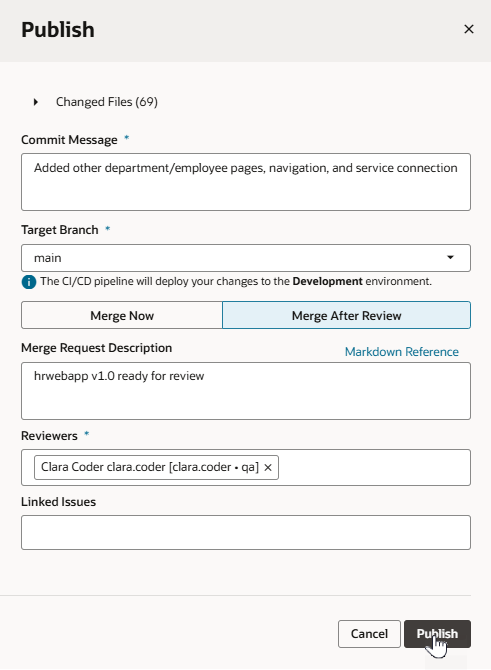 Publish
Changed Files (69)
Commit Message *
Added other department/employee pages, navigation, and service connection
Target Branch *
main
The CI/CD pipeline will deploy your changes to the Development environment.
Merge Now
Merge After Review
Merge Request Description
Markdown Reference
hrwebapp v1.0 ready for review
Reviewers *
Clara Coder clara.coder [clara.coder • qa] ×
Linked Issues
Cancel
Publish